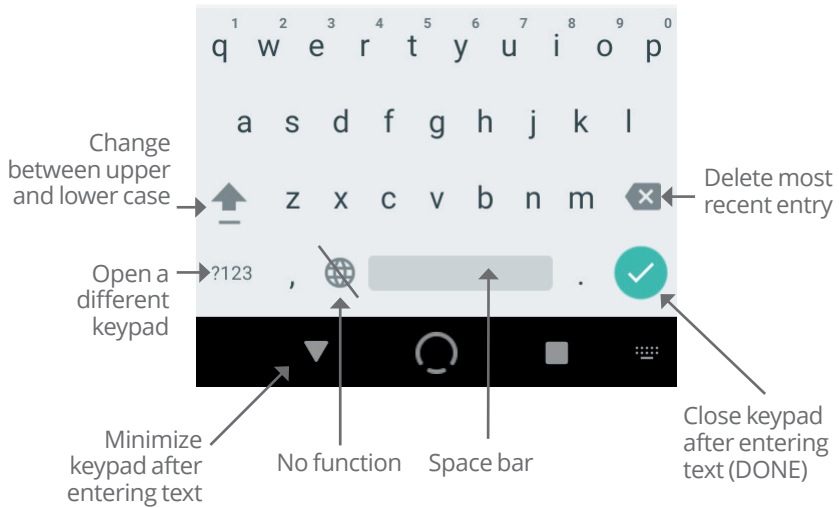 1 2 3 4 5 6 7 8 9 0
q w e r t y u i o p
a s d f g h j k l
Change
between upper
and lower case
z x c v b n m
Delete most
recent entry
Open a
different
keypad
?123 , .
Minimize
keypad after
entering text
No function
Space bar
Close keypad
after entering
text (DONE)